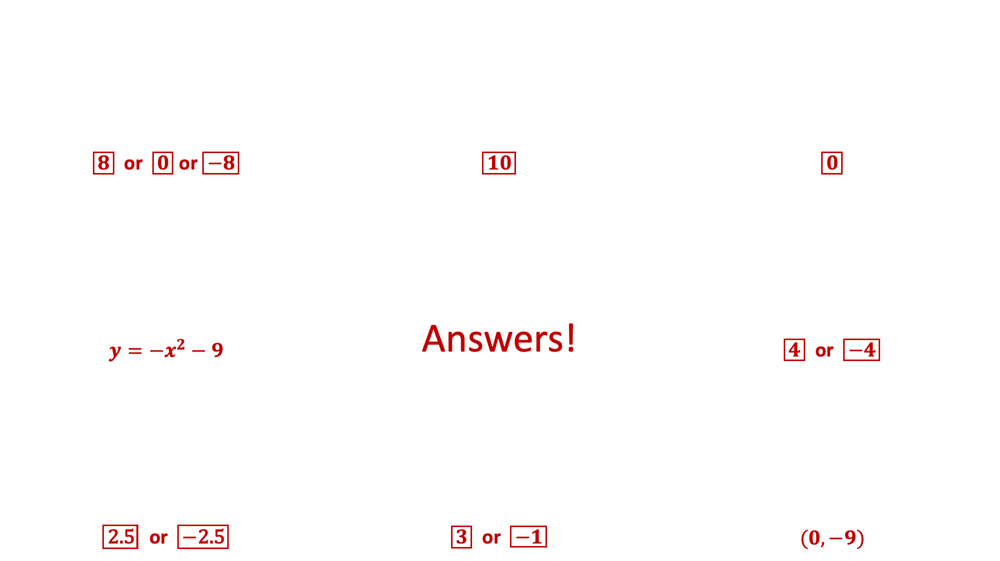 8 or 0 or −8
10
0
y = −x² − 9
Answers!
4 or −4
2.5 or −2.5
3 or −1
(0, −9)